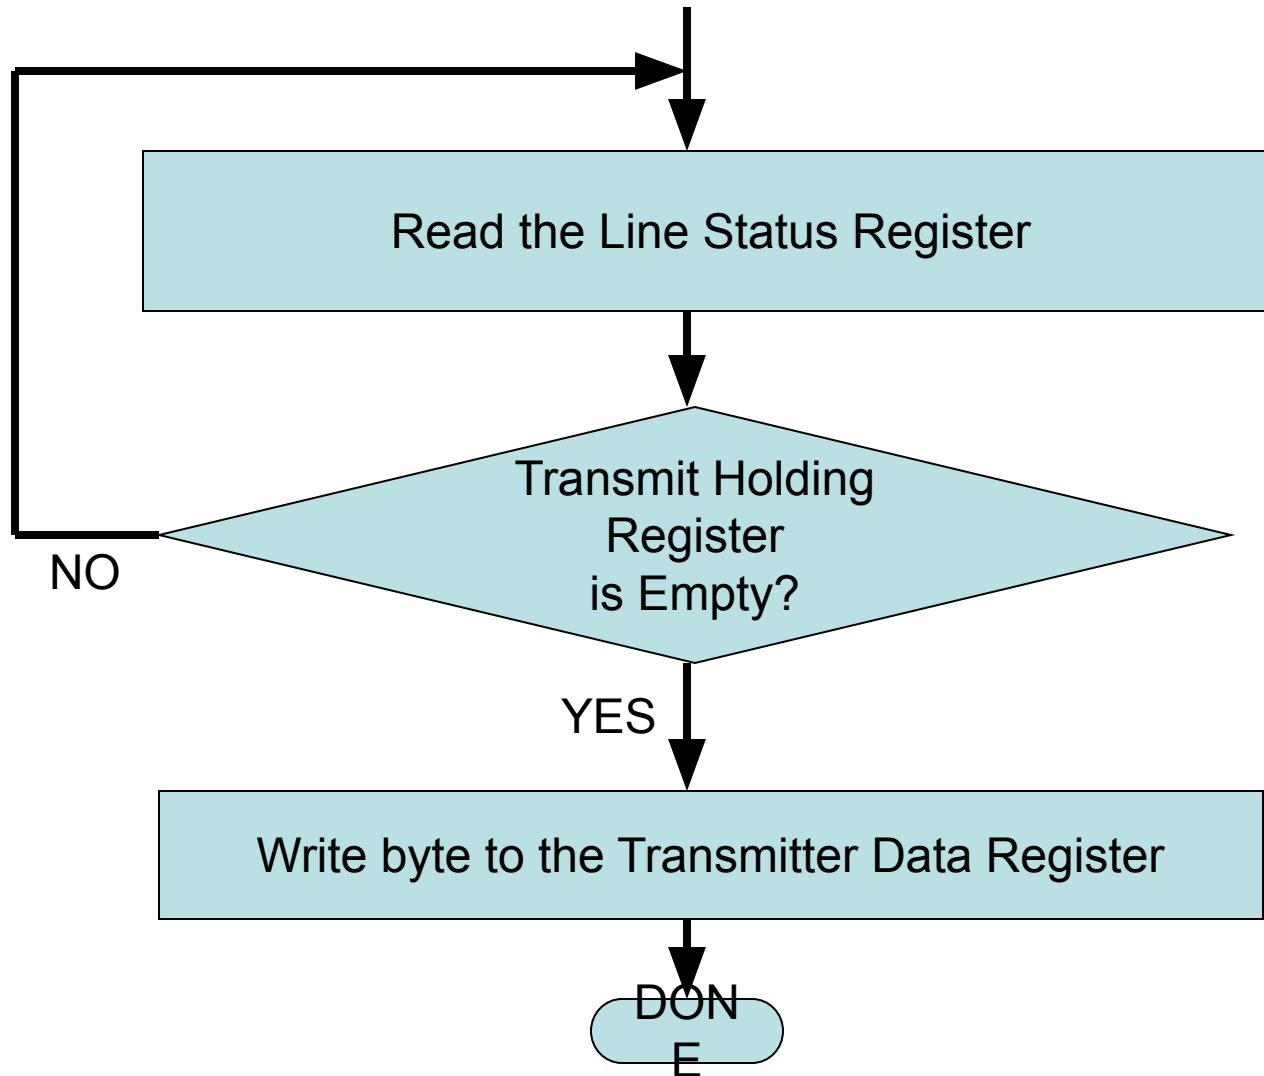 Read the Line Status Register
Transmit Holding
Register
is Empty?
NO
YES
Write byte to the Transmitter Data Register
DON
E